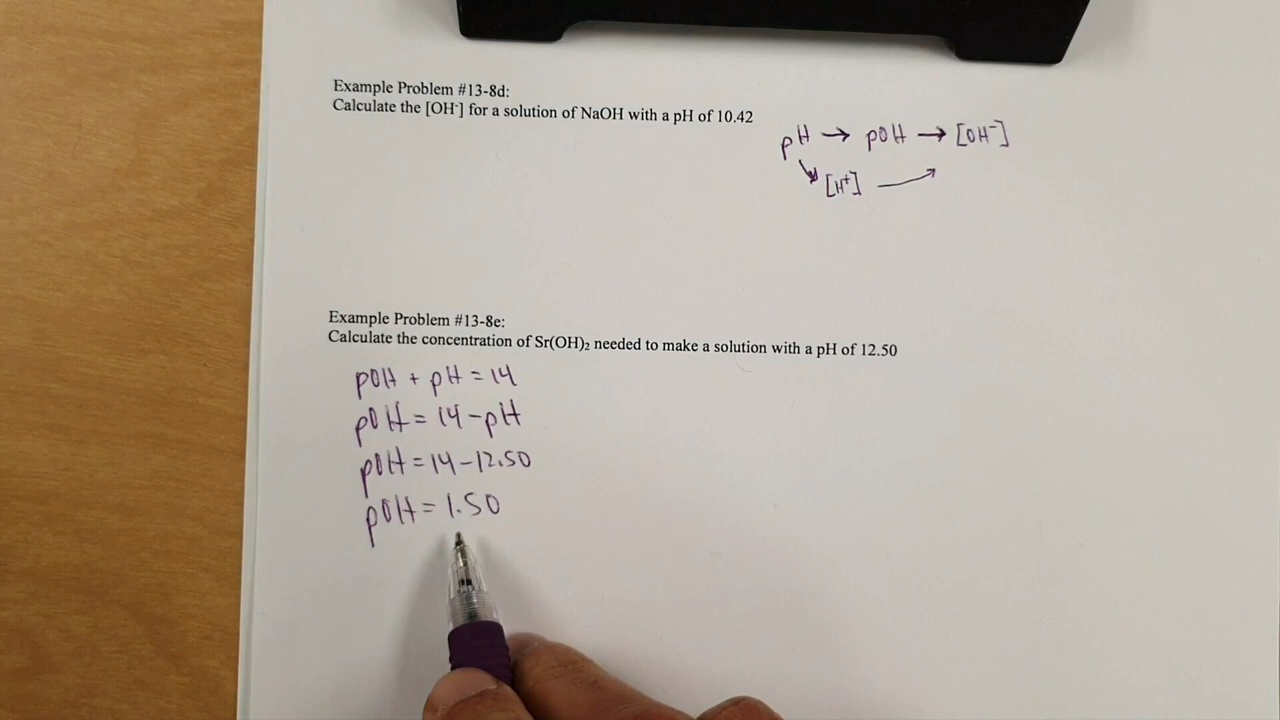 Example Problem #13-8d:
Calculate the [OH⁻] for a solution of NaOH with a pH of 10.42
pH → pOH → [OH⁻]
↘ [H⁺] →
Example Problem #13-8e:
Calculate the concentration of Sr(OH)₂ needed to make a solution with a pH of 12.50
pOH + pH = 14
pOH = 14 - pH
pOH = 14 - 12.50
pOH = 1.50